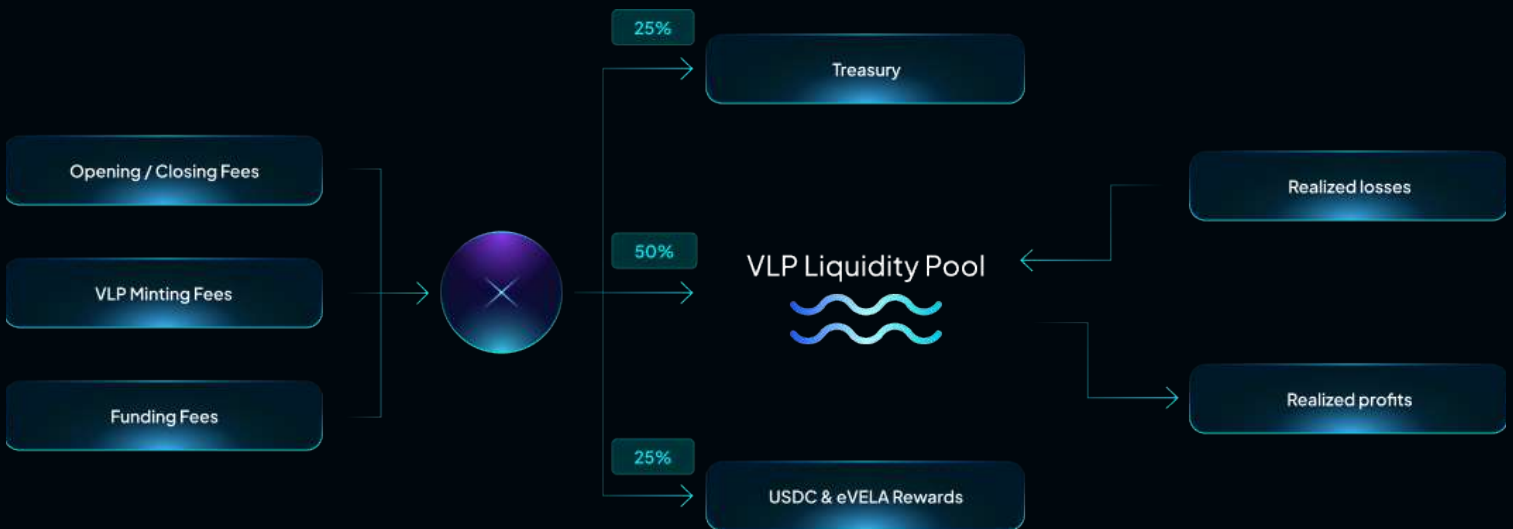 Opening / Closing Fees
VLP Minting Fees
Funding Fees
25%
Treasury
50%
VLP Liquidity Pool
25%
USDC & eVELA Rewards
Realized losses
Realized profits